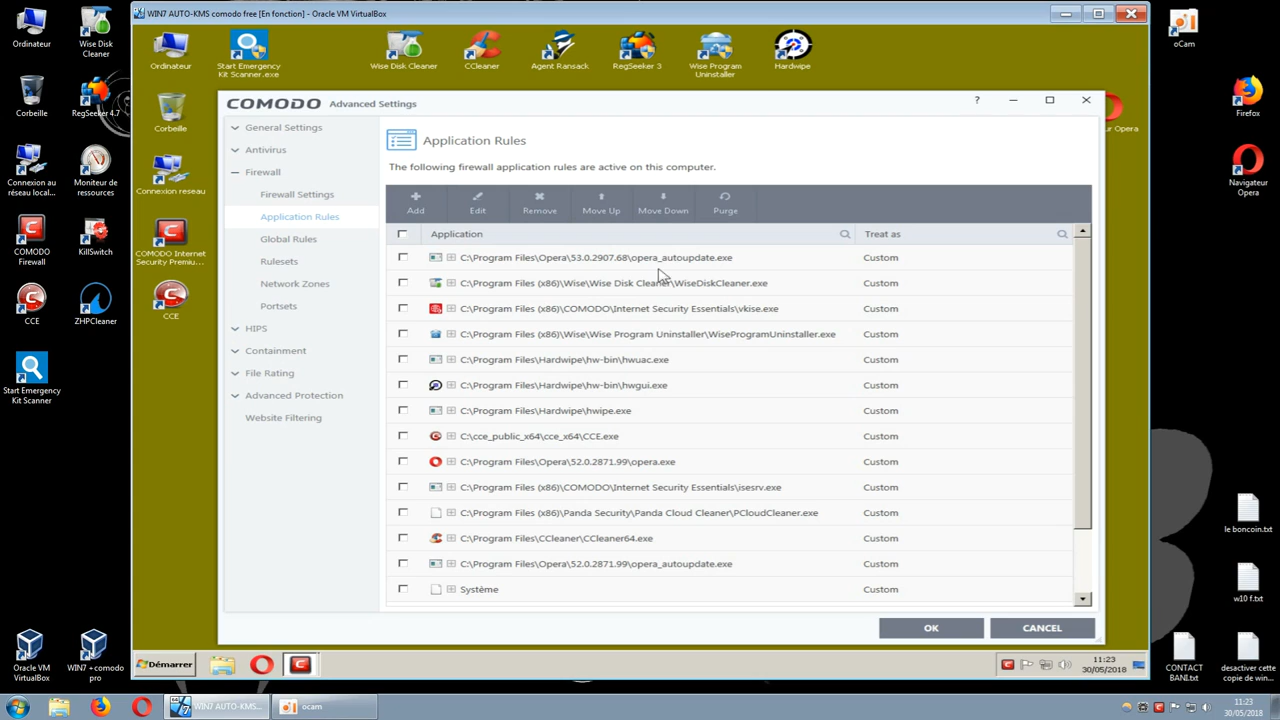 WIN7 AUTO-KMS comodo free [En fonction] - Oracle VM VirtualBox
Ordinateur
Wise Disk Cleaner
Ordinateur
Start Emergency Kit Scanner.exe
Wise Disk Cleaner
CCleaner
Agent Ransack
RegSeeker 3
Wise Program Uninstaller
Hardwipe
oCam
Corbeille
RegSeeker 4.7
Corbeille
Firefox
ur Opera
Connexion au réseau local...
Moniteur de ressources
Connexion reseau
Navigateur Opera
COMODO Firewall
KillSwitch
COMODO Internet Security Premiu...
CCE
ZHPCleaner
CCE
Start Emergency Kit Scanner
COMODO Advanced Settings
?
General Settings
Antivirus
Firewall
Firewall Settings
Application Rules
Global Rules
Rulesets
Network Zones
Portsets
HIPS
Containment
File Rating
Advanced Protection
Website Filtering
Application Rules
The following firewall application rules are active on this computer.
Add Edit Remove Move Up Move Down Purge
Application Treat as
C:\Program Files\Opera\53.0.2907.68\opera_autoupdate.exe Custom
C:\Program Files (x86)\Wise\Wise Disk Cleaner\WiseDiskCleaner.exe Custom
C:\Program Files (x86)\COMODO\Internet Security Essentials\vkise.exe Custom
C:\Program Files (x86)\Wise\Wise Program Uninstaller\WiseProgramUninstaller.exe Custom
C:\Program Files\Hardwipe\hw-bin\hwuac.exe Custom
C:\Program Files\Hardwipe\hw-bin\hwgui.exe Custom
C:\Program Files\Hardwipe\hwipe.exe Custom
C:\cce_public_x64\cce_x64\CCE.exe Custom
C:\Program Files\Opera\52.0.2871.99\opera.exe Custom
C:\Program Files (x86)\COMODO\Internet Security Essentials\isesrv.exe Custom
C:\Program Files (x86)\Panda Security\Panda Cloud Cleaner\PCloudCleaner.exe Custom
C:\Program Files\CCleaner\CCleaner64.exe Custom
C:\Program Files\Opera\52.0.2871.99\opera_autoupdate.exe Custom
Système Custom
OK CANCEL
le boncoin.txt
w10 f.txt
Oracle VM VirtualBox
WIN7 + comodo pro
CONTACT BANI.txt
desactiver cette copie de win...
Démarrer
11:23
30/05/2018
WIN7 AUTO-KMS...
ocam
11:23
30/05/2018